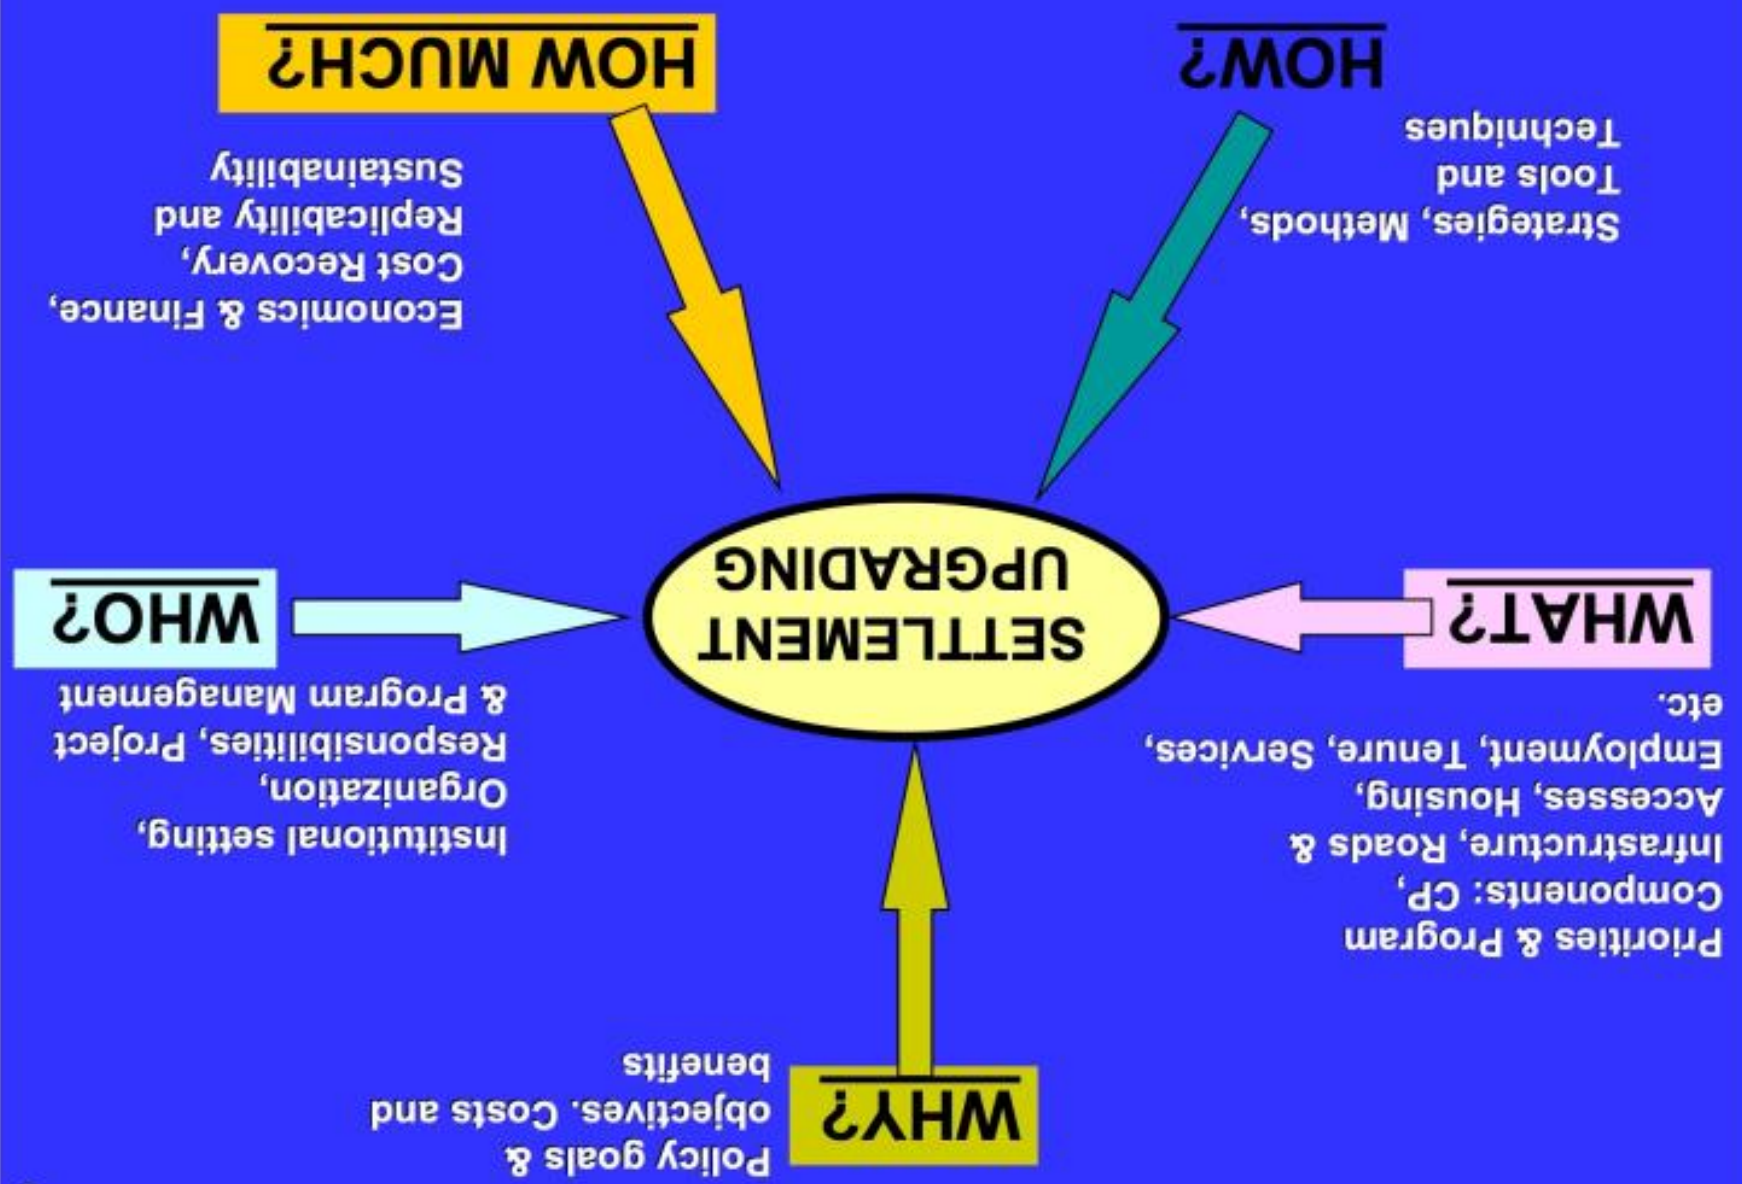 WHY?
Policy goals &
objectives. Costs and
benefits
WHAT?
Priorities & Program
Components: CP,
Infrastructure, Roads &
Accesses, Housing,
Employment, Tenure, Services,
etc.
SETTLEMENT
UPGRADING
WHO?
Institutional setting,
Organization,
Responsibilities, Project
& Program Management
HOW?
Strategies, Methods,
Tools and
Techniques
HOW MUCH?
Economics & Finance,
Cost Recovery,
Replicability and
Sustainability